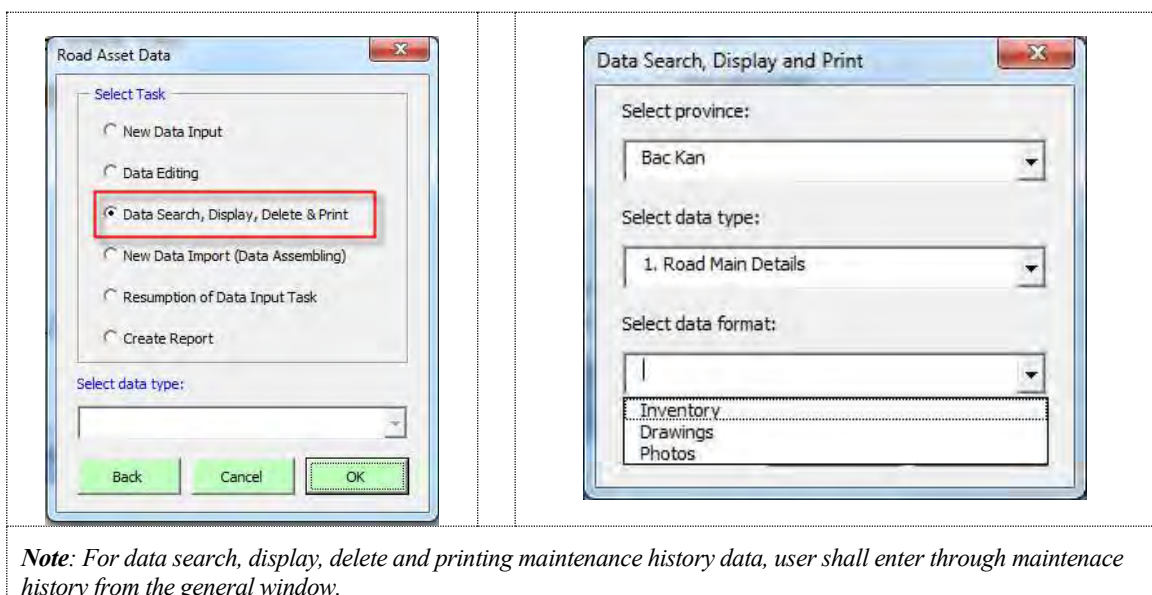 Road Asset Data
Select Task
New Data Input
Data Editing
Data Search, Display, Delete & Print
New Data Import (Data Assembling)
Resumption of Data Input Task
Create Report
Select data type:
Back Cancel OK
Data Search, Display and Print
Select province:
Bac Kan
Select data type:
1. Road Main Details
Select data format:
Inventory
Drawings
Photos
Note: For data search, display, delete and printing maintenance history data, user shall enter through maintenace
history from the general window.